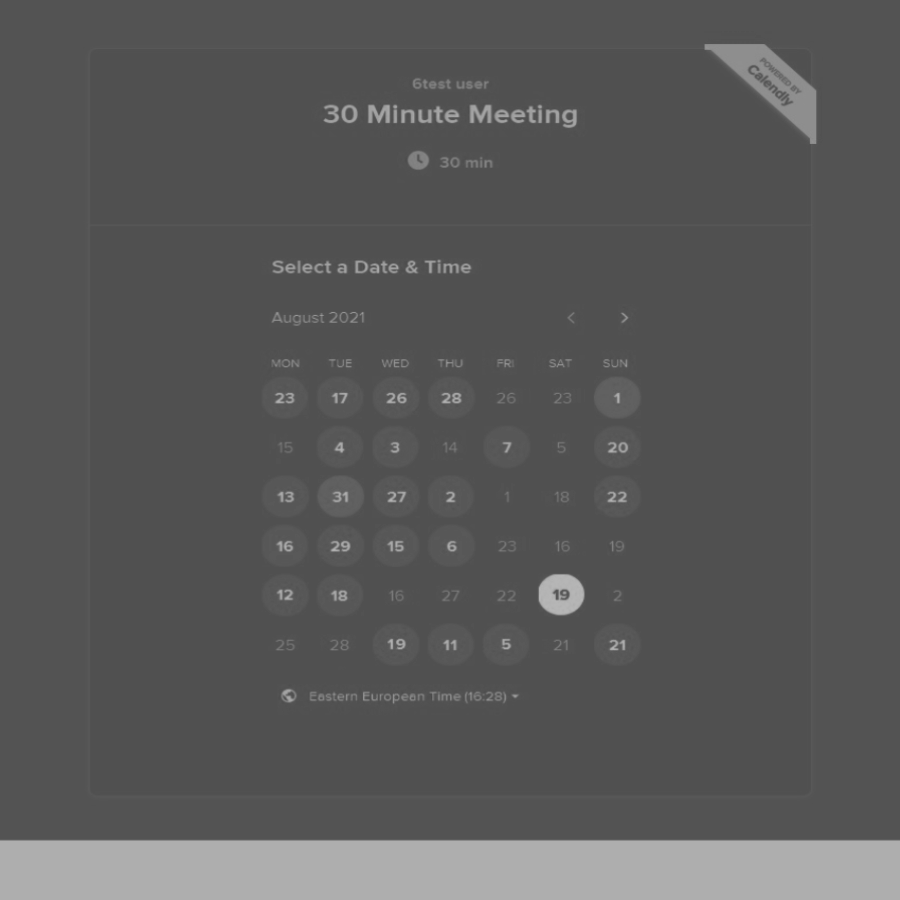 POWERED BY
Calendly
6test user
30 Minute Meeting
30 min
Select a Date & Time
August 2021
MON TUE WED THU FRI SAT SUN
23 17 26 28 26 23 1
15 4 3 14 7 5 20
13 31 27 2 1 18 22
16 29 15 6 23 16 19
12 18 16 27 22 19 2
25 28 19 11 5 21 21
Eastern European Time (16:28)